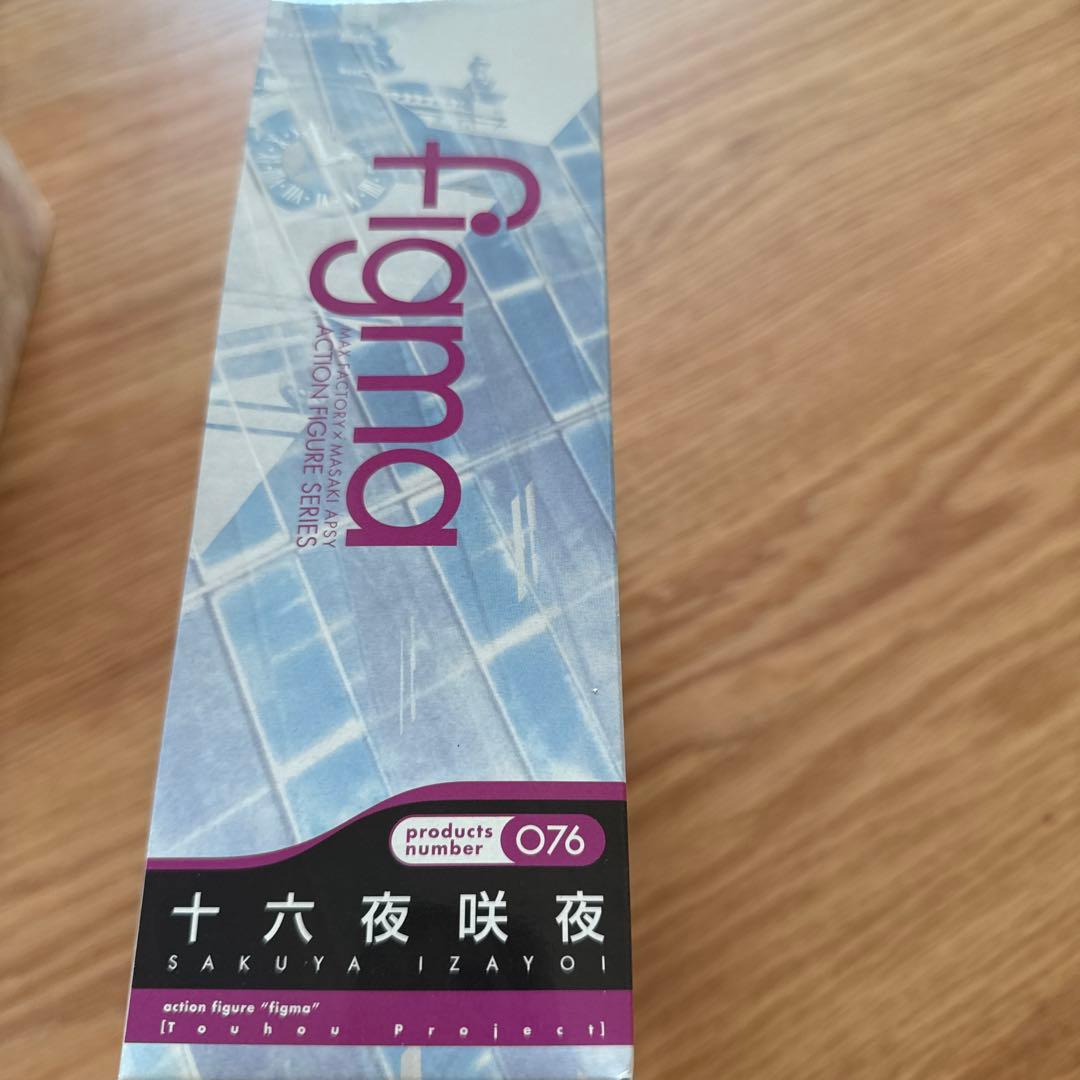 figma
MAX FACTORY × MASAKI APSY
ACTION FIGURE SERIES
products
number
076
十六夜咲夜
SAKUYA IZAYOI
action figure "figma"
[Touhou Project]